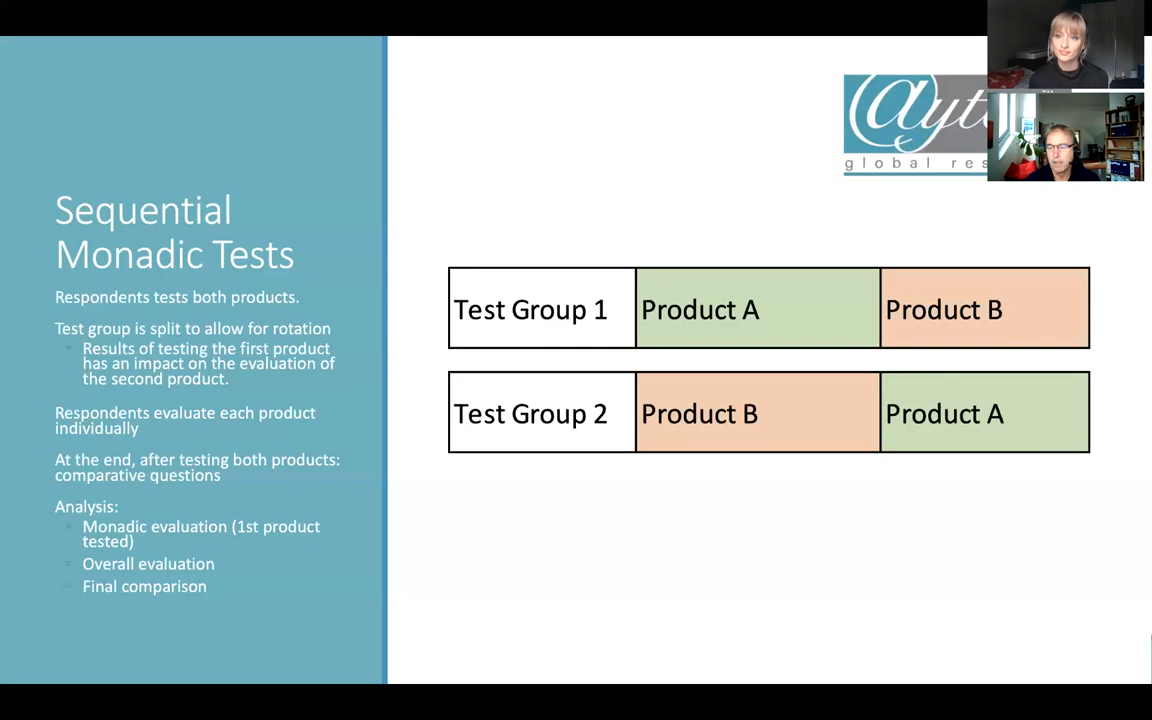 Sequential
Monadic Tests
Respondents tests both products.
Test group is split to allow for rotation
Results of testing the first product
has an impact on the evaluation of
the second product.
Respondents evaluate each product
individually
At the end, after testing both products:
comparative questions
Analysis:
Monadic evaluation (1st product
tested)
Overall evaluation
Final comparison
global
Test Group 1 Product A Product B
Test Group 2 Product B Product A